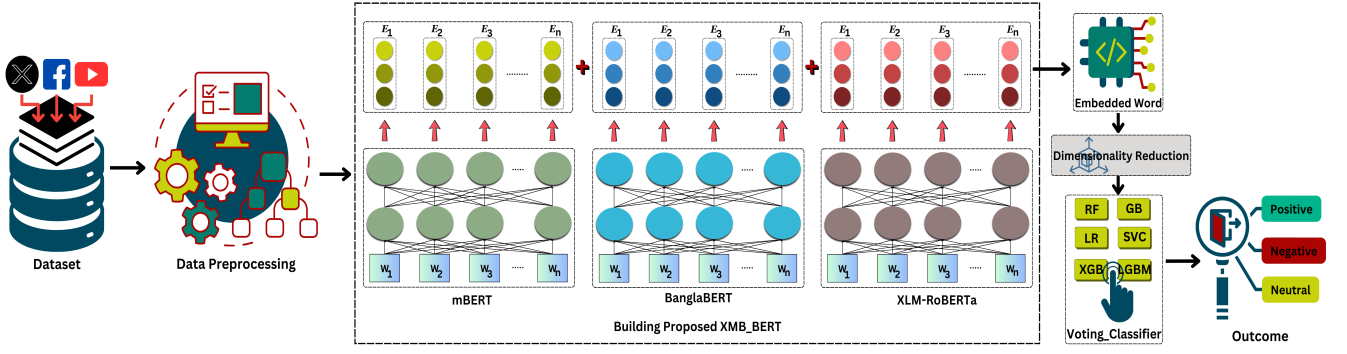 Dataset
Data Preprocessing
E1 E2 E3 ......... En
+
E1 E2 E3 ......... En
+
E1 E2 E3 ......... En
.....
.....
.....
W1 W2 W3 ..... Wn
W1 W2 W3 ..... Wn
W1 W2 W3 ..... Wn
mBERT
BanglaBERT
XLM-RoBERTa
Building Proposed XMB_BERT
</>
Embedded Word
Dimensionality Reduction
RF GB
LR SVC
XGB LGBM
Voting_Classifier
Positive
Negative
Neutral
Outcome